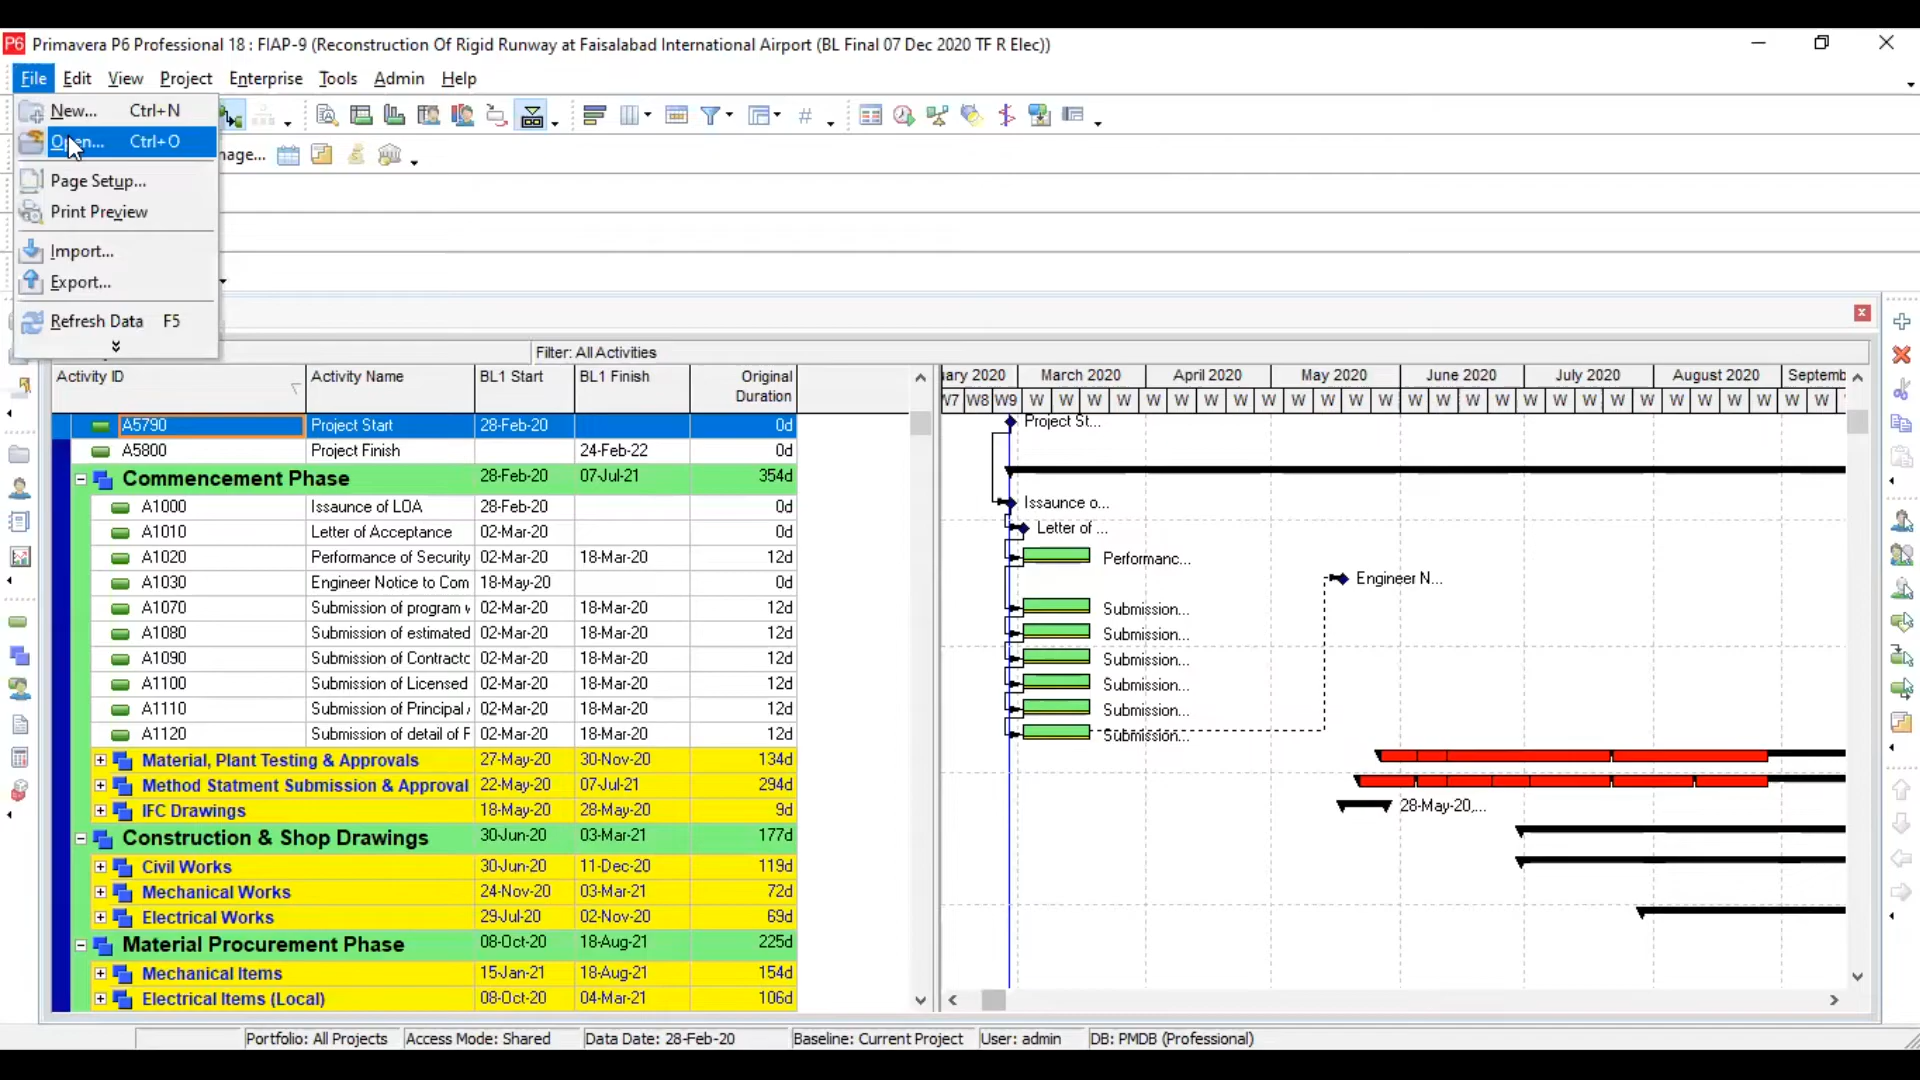 P6 Primavera P6 Professional 18 : FIAP-9 (Reconstruction Of Rigid Runway at Faisalabad International Airport (BL Final 07 Dec 2020 TF R Elec))
File Edit View Project Enterprise Tools Admin Help
New... Ctrl+N
Open... Ctrl+O
nage...
Page Setup...
Print Preview
Import...
Export...
Refresh Data F5
Filter: All Activities
Activity ID Activity Name BL1 Start BL1 Finish Original Duration
uary 2020 March 2020 April 2020 May 2020 June 2020 July 2020 August 2020 Septemb
W7 W8 W9 W W W W W W W W W W W W W W W W W W W W W W W W W W W W
A5790 Project Start 28-Feb-20 0d
Project St...
A5800 Project Finish 24-Feb-22 0d
Commencement Phase 28-Feb-20 07-Jul-21 354d
A1000 Issaunce of LOA 28-Feb-20 0d
Issaunce o...
A1010 Letter of Acceptance 02-Mar-20 0d
Letter of ...
A1020 Performance of Security 02-Mar-20 18-Mar-20 12d
Performanc...
A1030 Engineer Notice to Com 18-May-20 0d
Engineer N...
A1070 Submission of program w 02-Mar-20 18-Mar-20 12d
Submission...
A1080 Submission of estimated 02-Mar-20 18-Mar-20 12d
Submission...
A1090 Submission of Contracto 02-Mar-20 18-Mar-20 12d
Submission...
A1100 Submission of Licensed 02-Mar-20 18-Mar-20 12d
Submission...
A1110 Submission of Principal 02-Mar-20 18-Mar-20 12d
Submission...
A1120 Submission of detail of F 02-Mar-20 18-Mar-20 12d
Submission...
Material, Plant Testing & Approvals 27-May-20 30-Nov-20 134d
Method Statment Submission & Approval 22-May-20 07-Jul-21 294d
IFC Drawings 18-May-20 28-May-20 9d
28-May-20,...
Construction & Shop Drawings 30-Jun-20 03-Mar-21 177d
Civil Works 30-Jun-20 11-Dec-20 119d
Mechanical Works 24-Nov-20 03-Mar-21 72d
Electrical Works 29-Jul-20 02-Nov-20 69d
Material Procurement Phase 08-Oct-20 18-Aug-21 225d
Mechanical Items 15-Jan-21 18-Aug-21 154d
Electrical Items (Local) 08-Oct-20 04-Mar-21 106d
Portfolio: All Projects Access Mode: Shared Data Date: 28-Feb-20 Baseline: Current Project User: admin DB: PMDB (Professional)